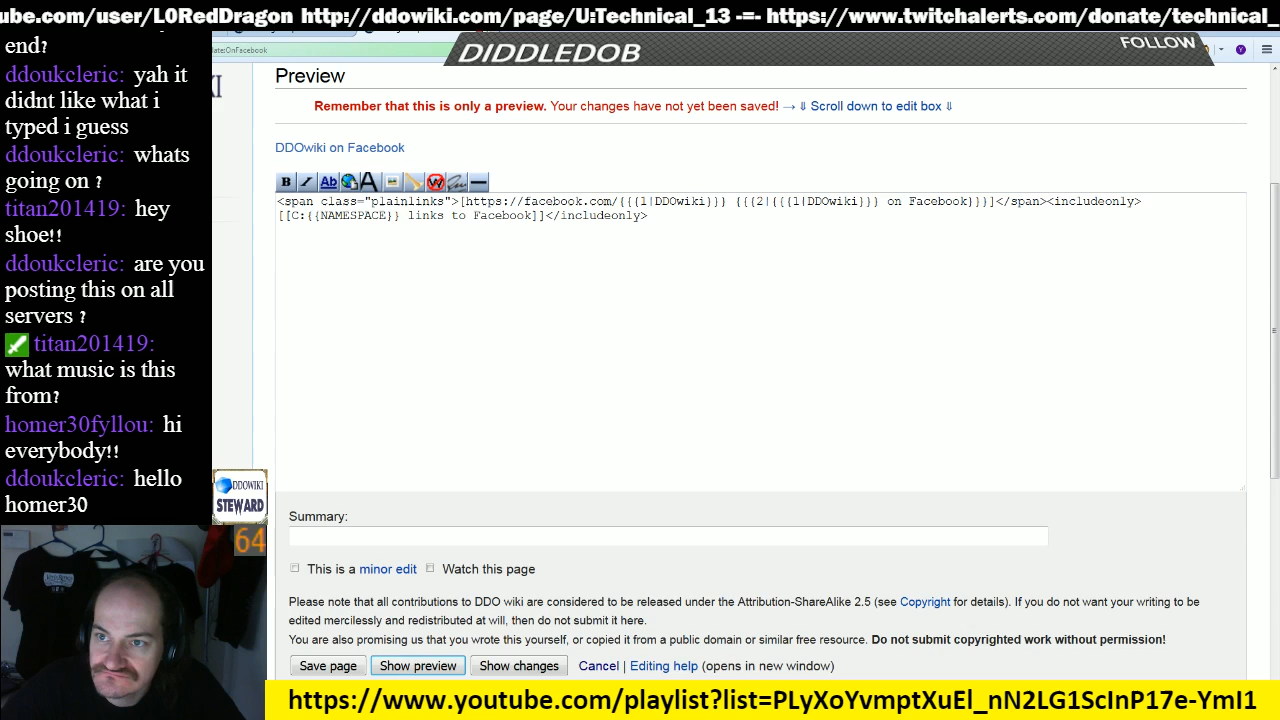 ube.com/user/L0RedDragon http://ddowiki.com/page/U:Technical_13 -=- https://www.twitchalerts.com/donate/technical_
end?
ddoukcleric: yah it
didnt like what i
typed i guess
ddoukcleric: whats
going on ?
titan201419: hey
shoe!!
ddoukcleric: are you
posting this on all
servers ?
titan201419:
what music is this
from?
homer30fyllou: hi
everybody!!
ddoukcleric: hello
homer30
late:OnFacebook
DIDDLEDOB
FOLLOW
KI
Preview
Remember that this is only a preview. Your changes have not yet been saved! → ⇓ Scroll down to edit box ⇓
DDOwiki on Facebook
B I Ab A W
<span class="plainlinks">[https://facebook.com/{{{1|DDOwiki}}} {{{2|{{{1|DDOwiki}}} on Facebook}}}]</span><includeonly>
[[C:{{NAMESPACE}} links to Facebook]]</includeonly>
DDOWIKI
STEWARD
64
Summary:
This is a minor edit Watch this page
Please note that all contributions to DDO wiki are considered to be released under the Attribution-ShareAlike 2.5 (see Copyright for details). If you do not want your writing to be
edited mercilessly and redistributed at will, then do not submit it here.
You are also promising us that you wrote this yourself, or copied it from a public domain or similar free resource. Do not submit copyrighted work without permission!
Save page Show preview Show changes Cancel | Editing help (opens in new window)
https://www.youtube.com/playlist?list=PLyXoYvmptXuEl_nN2LG1ScInP17e-YmI1